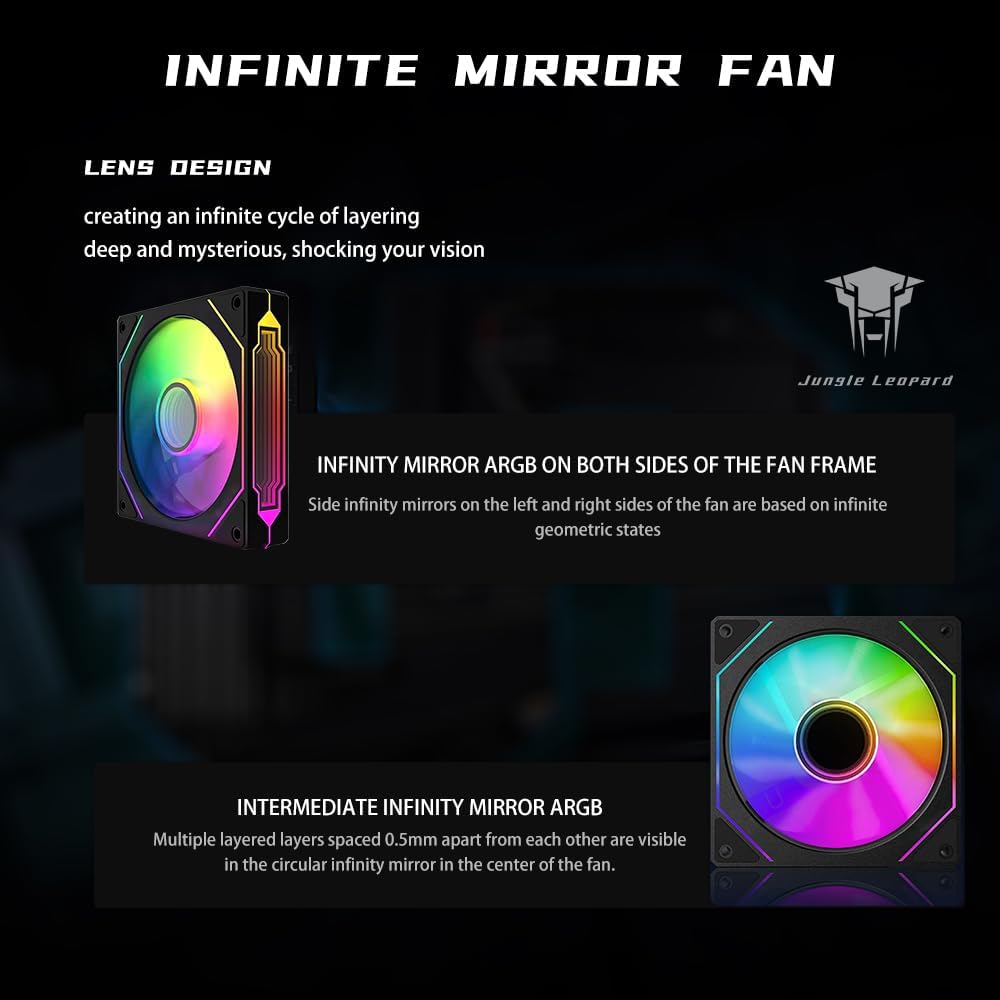 INFINITE MIRROR FAN
LENS DESIGN
creating an infinite cycle of layering
deep and mysterious, shocking your vision
Jungle Leopard
INFINITY MIRROR ARGB ON BOTH SIDES OF THE FAN FRAME
Side infinity mirrors on the left and right sides of the fan are based on infinite
geometric states
INTERMEDIATE INFINITY MIRROR ARGB
Multiple layered layers spaced 0.5mm apart from each other are visible
in the circular infinity mirror in the center of the fan.